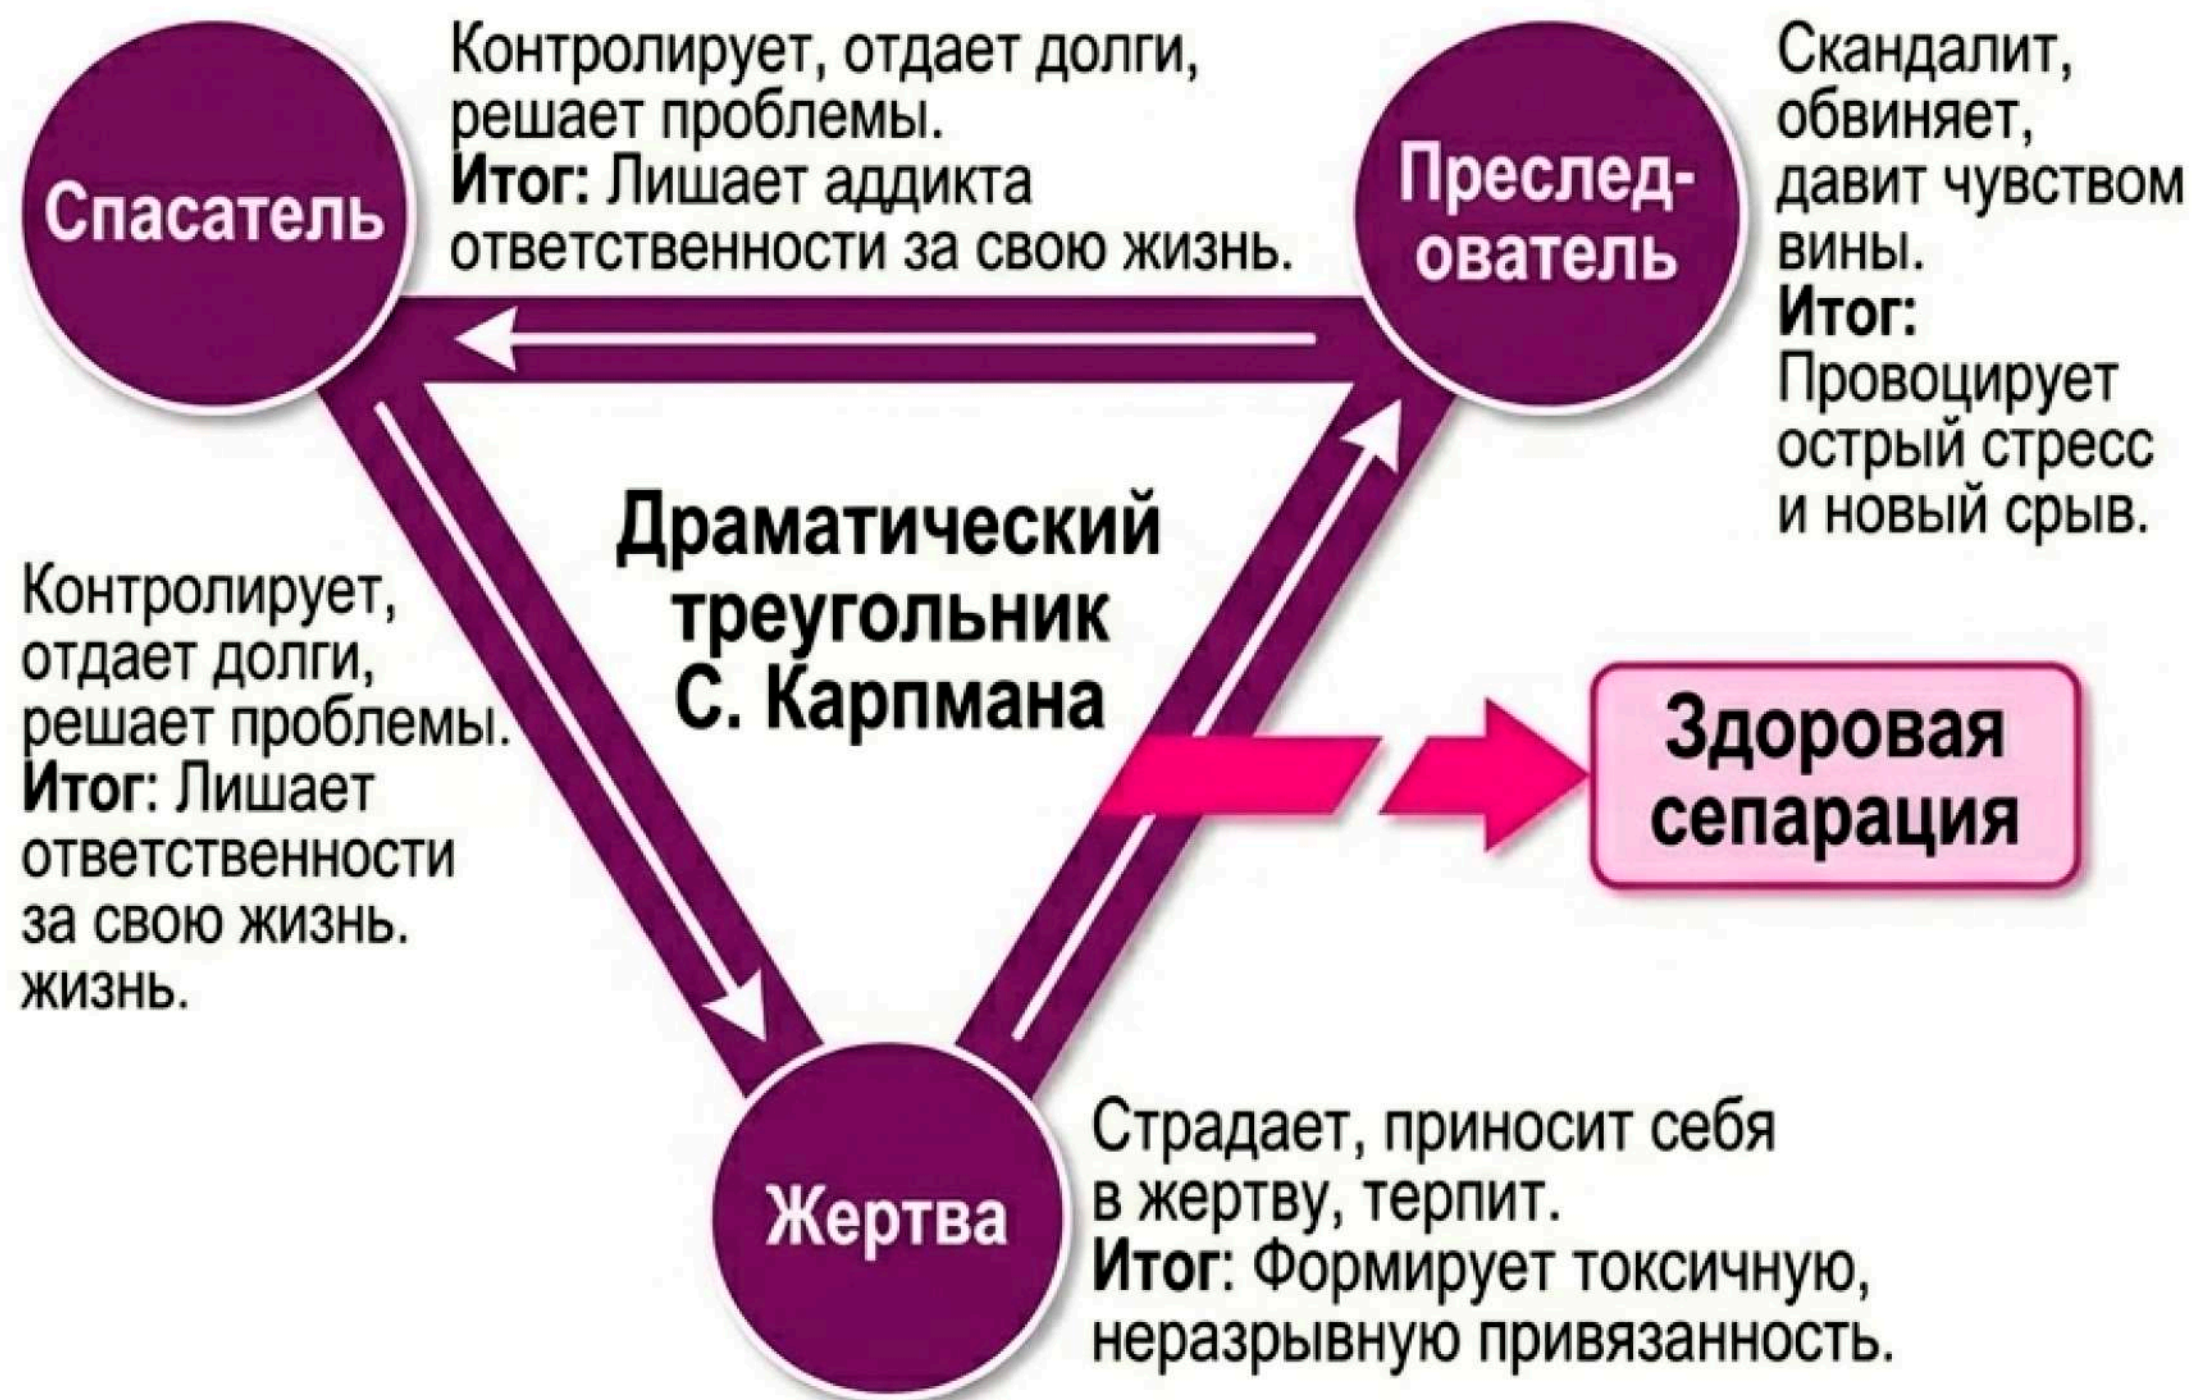 Спасатель
Контролирует, отдает долги,
решает проблемы.
Итог: Лишает аддикта
ответственности за свою жизнь.
Преслед-
ователь
Скандалит,
обвиняет,
давит чувством
вины.
Итог:
Провоцирует
острый стресс
и новый срыв.
Драматический
треугольник
С. Карпмана
Контролирует,
отдает долги,
решает проблемы.
Итог: Лишает
ответственности
за свою жизнь.
жизнь.
Здоровая
сепарация
Жертва
Страдает, приносит себя
в жертву, терпит.
Итог: Формирует токсичную,
неразрывную привязанность.